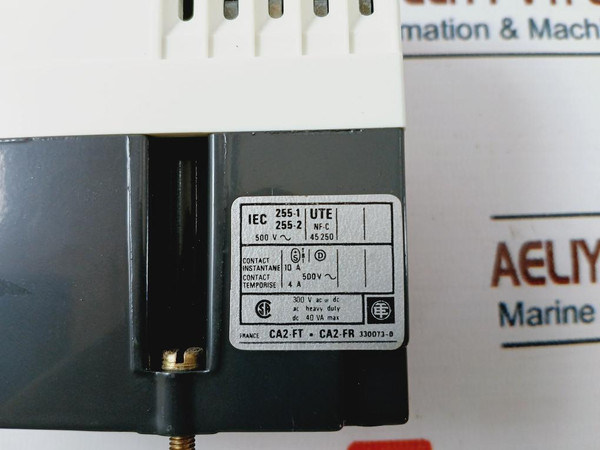 mation & Mach
AELIY
Marine
IEC 255-1 UTE
255-2 NF-C
500 V ~ 45 250
CONTACT
INSTANTANE 10 A
CONTACT 500 V ~
TEMPORISE 4 A
300 V ac or dc
ac heavy duty
dc 40 VA max
FRANCE CA2-FT • CA2-FR 330073-B